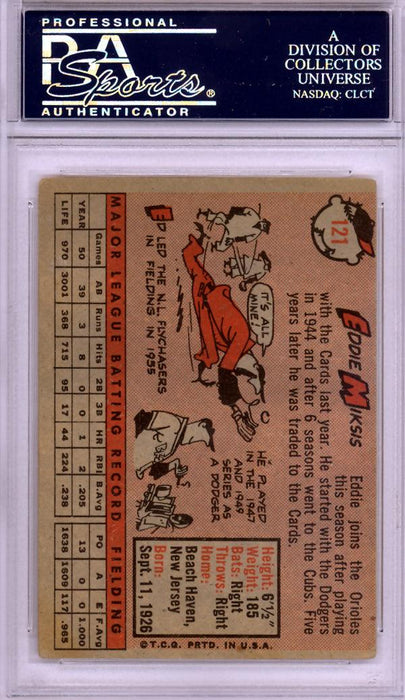 PROFESSIONAL
PSA
Sports®
AUTHENTICATOR
A
DIVISION OF
COLLECTORS
UNIVERSE
NASDAQ: CLCT
121
EDDIE MIKSIS
Eddie joins the Orioles
this season after playing
with the Cards last year. He started with the Dodgers
in 1944 and after 6 seasons went to the Cubs. Five
years later he was traded to the Cards.
IT'S ALL
MINE!
ED LED THE N.L. FLYCHASERS
IN FIELDING IN 1955
HE PLAYED
IN THE 1947
AND 1949
SERIES AS
A DODGER
Height: 6'1/2"
Weight: 185
Bats: Right
Throws: Right
Home:
Beach Haven,
New Jersey
Born:
Sept. 11, 1926
MAJOR LEAGUE BATTING RECORD FIELDING
Games AB Runs Hits 2B 3B HR RBI B.Avg PO A E F.Avg
YEAR 50 39 3 8 0 0 1 2 .205 13 0 0 1.000
LIFE 970 3001 368 715 95 17 44 224 .238 1638 1609 117 .965
© T.C.G. PRTD. IN U.S.A.